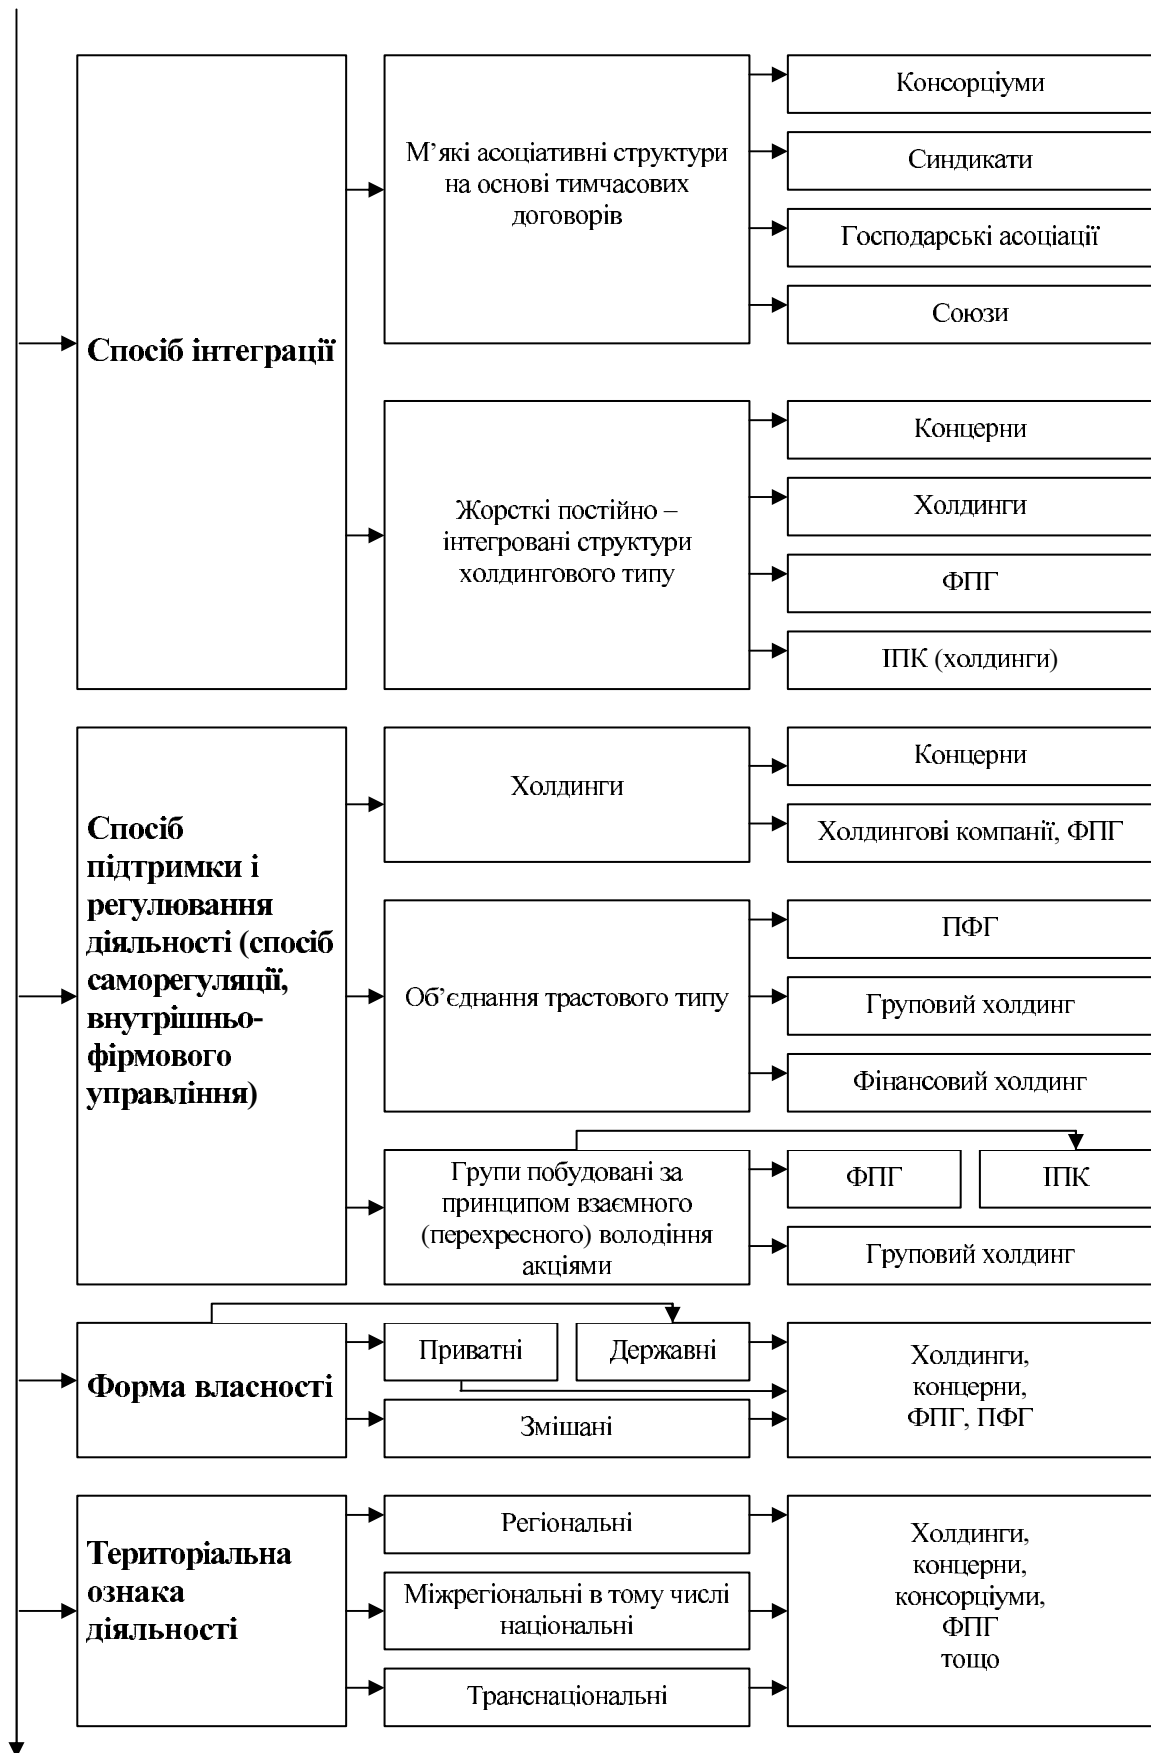 Спосіб інтеграції
М’які асоціативні структури
на основі тимчасових
договорів
Консорціуми
Синдикати
Господарські асоціації
Союзи
Жорсткі постійно –
інтегровані структури
холдингового типу
Концерни
Холдинги
ФПГ
ІПК (холдинги)
Спосіб
підтримки і
регулювання
діяльності (спосіб
саморегуляції,
внутрішньо-
фірмового
управління)
Холдинги
Концерни
Холдингові компанії, ФПГ
Об’єднання трастового типу
ПФГ
Груповий холдинг
Фінансовий холдинг
Групи побудовані за
принципом взаємного
(перехресного) володіння
акціями
ФПГ
ІПК
Груповий холдинг
Форма власності
Приватні
Державні
Змішані
Холдинги,
концерни,
ФПГ, ПФГ
Територіальна
ознака
діяльності
Регіональні
Міжрегіональні в тому числі
національні
Транснаціональні
Холдинги,
концерни,
консорціуми,
ФПГ
тощо